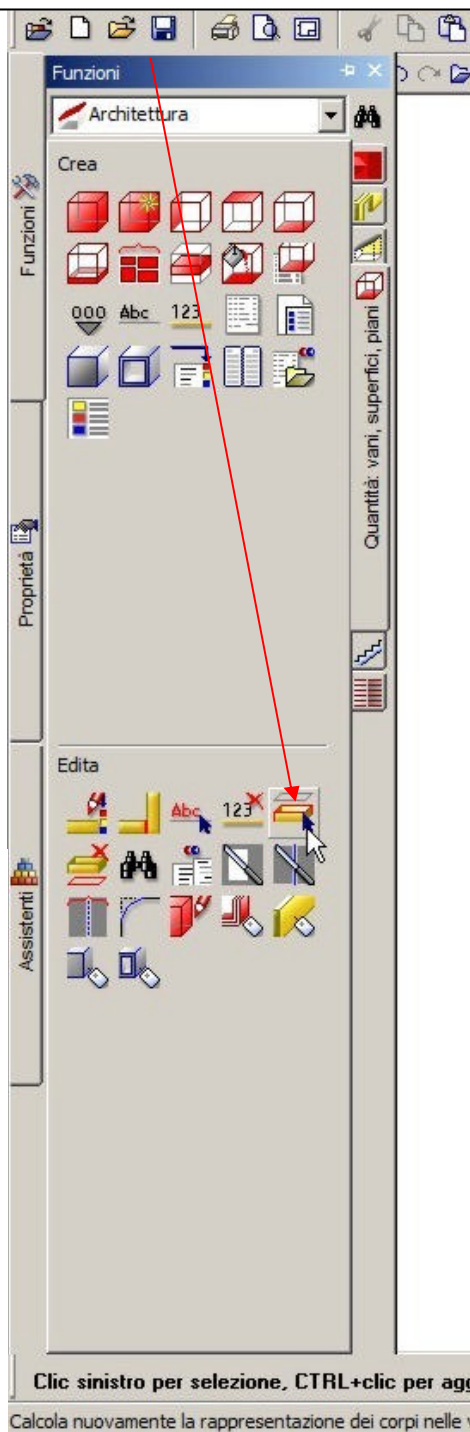 Funzioni
Architettura
Crea
Funzioni
000 Abc 123
Quantità: vani, superfici, piani
Proprietà
Edita
Abc 123
Assistenti
Clic sinistro per selezione, CTRL+clic per agg
Calcola nuovamente la rappresentazione dei corpi nelle v